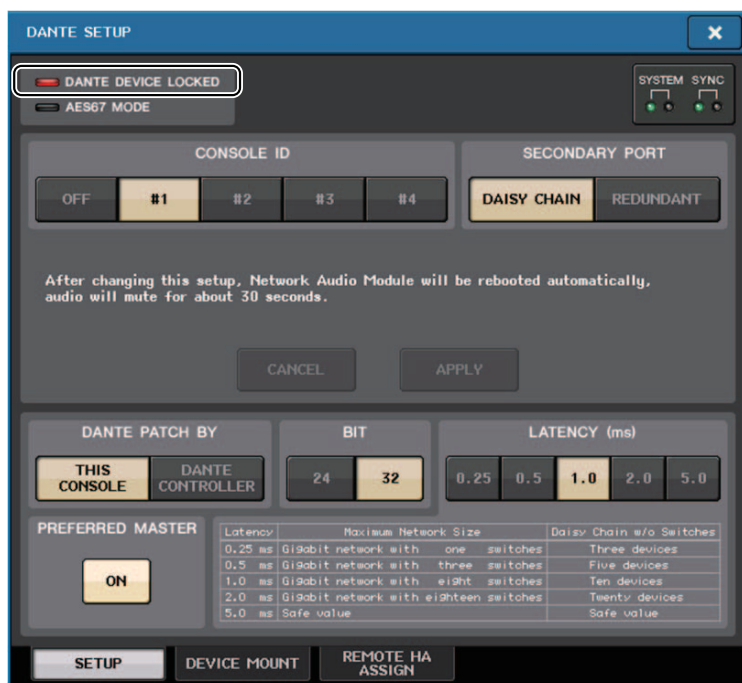 DANTE SETUP
DANTE DEVICE LOCKED
AES67 MODE
SYSTEM SYNC
CONSOLE ID
OFF #1 #2 #3 #4
SECONDARY PORT
DAISY CHAIN REDUNDANT
After changing this setup, Network Audio Module will be rebooted automatically,
audio will mute for about 30 seconds.
CANCEL APPLY
DANTE PATCH BY
THIS CONSOLE DANTE CONTROLLER
BIT
24 32
LATENCY (ms)
0.25 0.5 1.0 2.0 5.0
PREFERRED MASTER
ON
Latency Maximum Network Size Daisy Chain w/o Switches
0.25 ms Gigabit network with one switches Three devices
0.5 ms Gigabit network with three switches Five devices
1.0 ms Gigabit network with eight switches Ten devices
2.0 ms Gigabit network with eighteen switches Twenty devices
5.0 ms Safe value Safe value
SETUP DEVICE MOUNT REMOTE HA ASSIGN